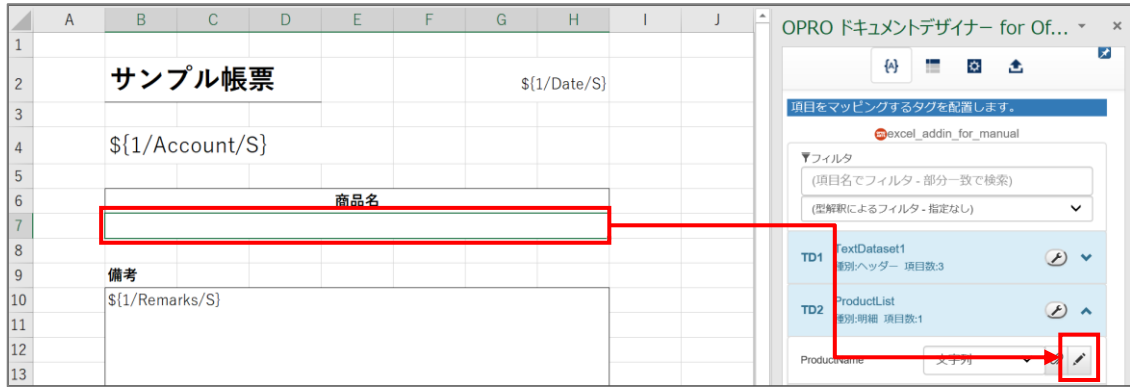 A B C D E F G H I J
OPRO ドキュメントデザイナー for Of...
1
2 サンプル帳票 ${1/Date/S}
3
項目をマッピングするタグを配置します。
4 ${1/Account/S}
excel_addin_for_manual
フィルタ
5
(項目名でフィルタ - 部分一致で検索)
6 商品名
(型解釈によるフィルタ - 指定なし)
7
8
TD1 TextDataset1
種別:ヘッダー 項目数:3
9 備考
10 ${1/Remarks/S}
TD2 ProductList
種別:明細 項目数:1
11
12
ProductName 文字列
13